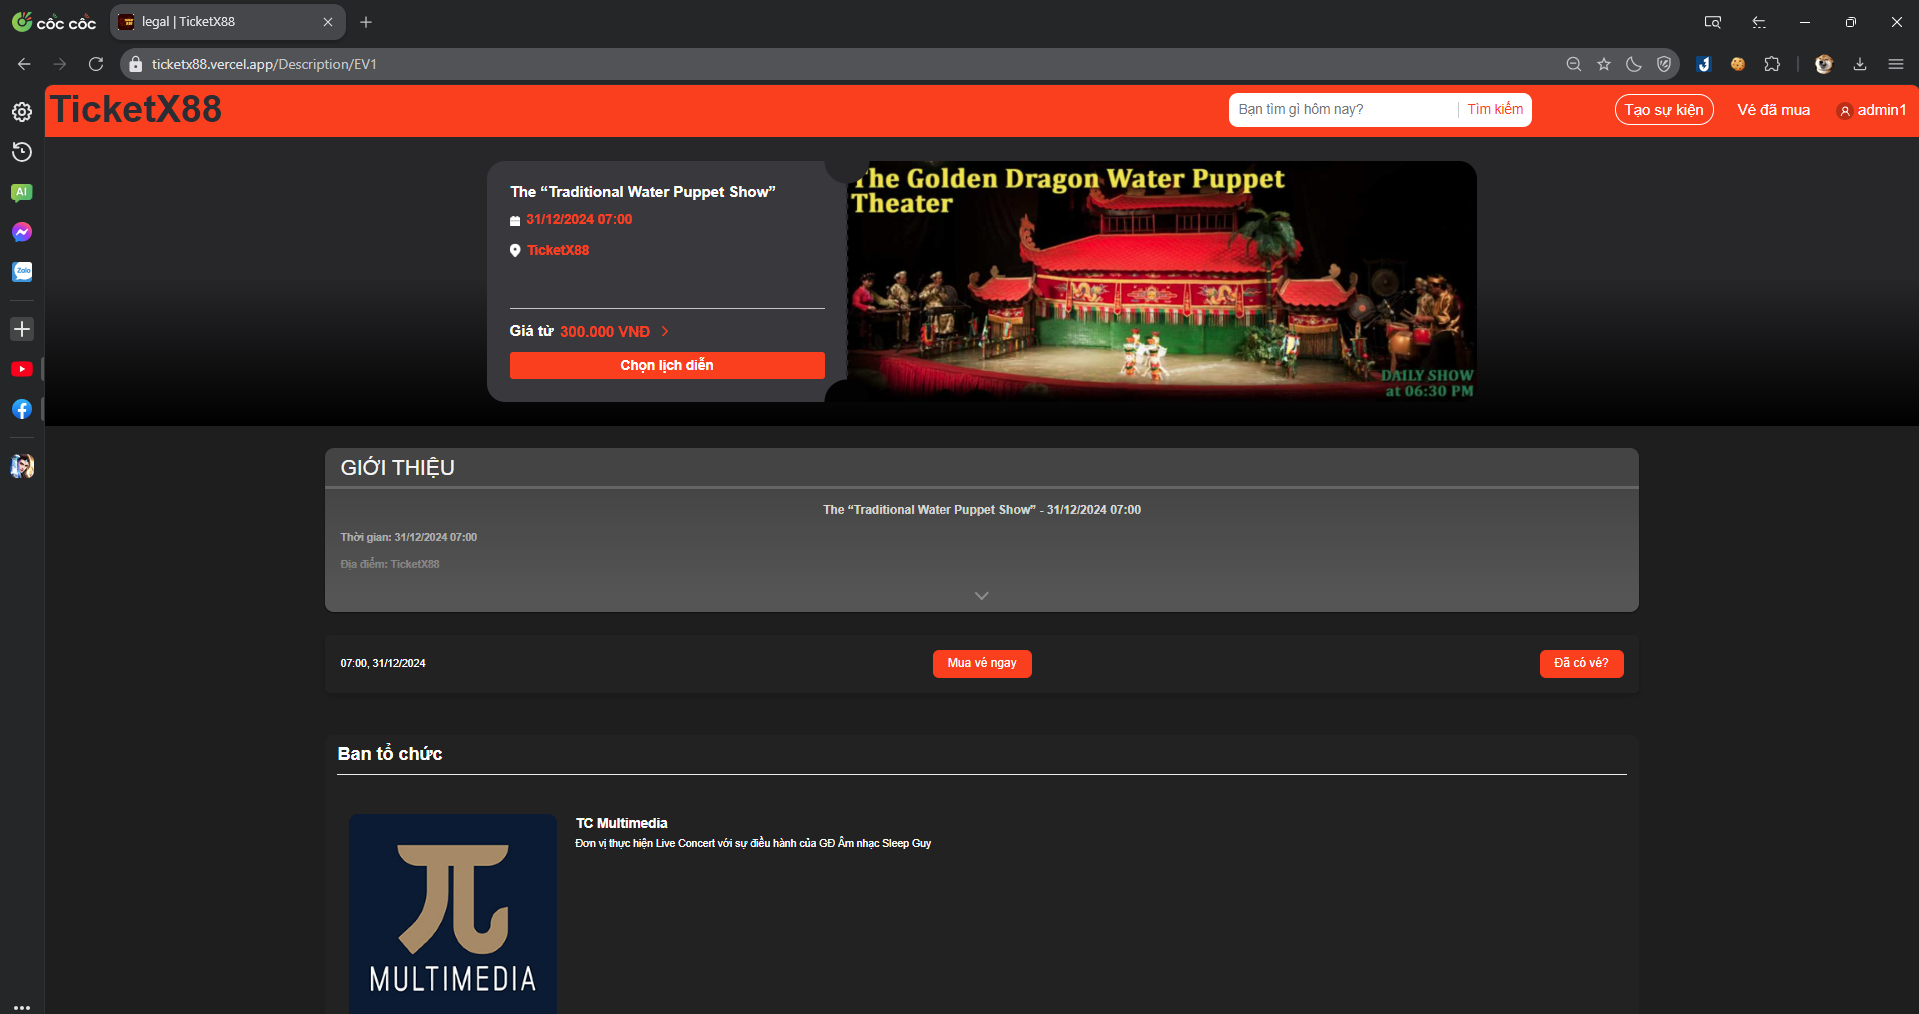 cốc cốc
legal | TicketX88
ticketx88.vercel.app/Description/EV1
TicketX88
Bạn tìm gì hôm nay?
Tìm kiếm
Tạo sự kiện
Vé đã mua
admin1
AI
Zalo
The “Traditional Water Puppet Show”
31/12/2024 07:00
TicketX88
Giá từ 300.000 VNĐ
Chọn lịch diễn
The Golden Dragon Water Puppet
Theater
DAILY SHOW
at 06:30 PM
GIỚI THIỆU
The “Traditional Water Puppet Show” - 31/12/2024 07:00
Thời gian: 31/12/2024 07:00
Địa điểm: TicketX88
07:00, 31/12/2024
Mua vé ngay
Đã có vé?
Ban tổ chức
TC Multimedia
Đơn vị thực hiện Live Concert với sự điều hành của GĐ Âm nhạc Sleep Guy
MULTIMEDIA